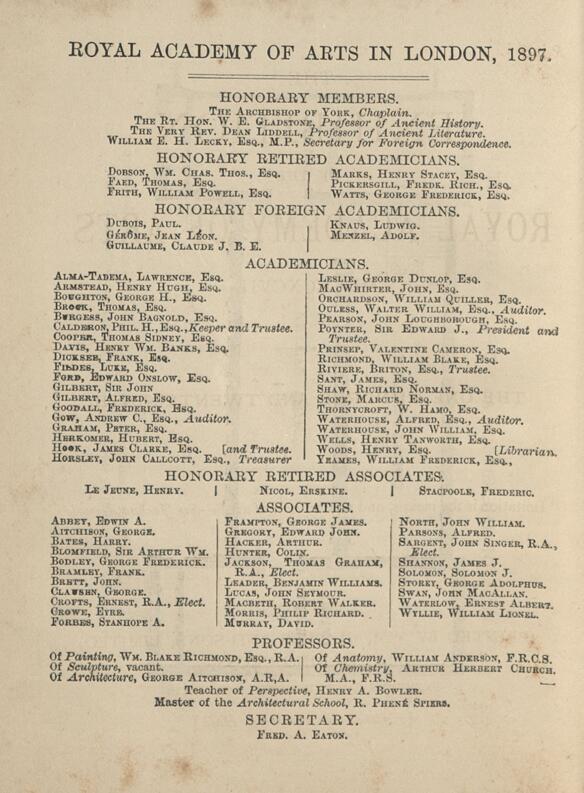 ROYAL ACADEMY OF ARTS IN LONDON, 1897.
HONORARY MEMBERS.
THE ARCHBISHOP OF YORK, Chaplain.
THE RT. HON. W. E. GLADSTONE, Professor of Ancient History.
THE VERY REV. DEAN LIDDELL, Professor of Ancient Literature.
WILLIAM E. H. LECKY, ESQ., M.P., Secretary for Foreign Correspondence.
HONORARY RETIRED ACADEMICIANS.
DOBSON, WM. CHAS. THOS., ESQ.
FAED, THOMAS, ESQ.
FRITH, WILLIAM POWELL, ESQ.
MARKS, HENRY STACEY, ESQ.
PICKERSGILL, FREDK. RICH., ESQ.
WATTS, GEORGE FREDERICK, ESQ.
HONORARY FOREIGN ACADEMICIANS.
DUBOIS, PAUL.
GÉRÔME, JEAN LÉON.
GUILLAUME, CLAUDE J. B. E.
KNAUS, LUDWIG.
MENZEL, ADOLF.
ACADEMICIANS.
ALMA-TADEMA, LAWRENCE, ESQ.
ARMSTEAD, HENRY HUGH, ESQ.
BOUGHTON, GEORGE H., ESQ.
BROCK, THOMAS, ESQ.
BURGESS, JOHN BAGNOLD, ESQ.
CALDERON, PHIL. H., ESQ., Keeper and Trustee.
COOPER, THOMAS SIDNEY, ESQ.
DAVIS, HENRY WM. BANKS, ESQ.
DICKSEE, FRANK, ESQ.
FILDES, LUKE, ESQ.
FORD, EDWARD ONSLOW, ESQ.
GILBERT, SIR JOHN
GILBERT, ALFRED, ESQ.
GOODALL, FREDERICK, ESQ.
GOW, ANDREW C., ESQ., Auditor.
GRAHAM, PETER, ESQ.
HERKOMER, HUBERT, ESQ.
HOOK, JAMES CLARKE, ESQ. [and Trustee.
HORSLEY, JOHN CALLCOTT, ESQ., Treasurer
LESLIE, GEORGE DUNLOP, ESQ.
MACWHIRTER, JOHN, ESQ.
ORCHARDSON, WILLIAM QUILLER, ESQ.
OULESS, WALTER WILLIAM, ESQ., Auditor.
PEARSON, JOHN LOUGHBOROUGH, ESQ.
POYNTER, SIR EDWARD J., President and
Trustee.
PRINSEP, VALENTINE CAMERON, ESQ.
RICHMOND, WILLIAM BLAKE, ESQ.
RIVIERE, BRITON, ESQ., Trustee.
SANT, JAMES, ESQ.
SHAW, RICHARD NORMAN, ESQ.
STONE, MARCUS, ESQ.
THORNYCROFT, W. HAMO, ESQ.
WATERHOUSE, ALFRED, ESQ., Auditor.
WATERHOUSE, JOHN WILLIAM, ESQ.
WELLS, HENRY TANWORTH, ESQ.
WOODS, HENRY, ESQ. [Librarian.
YEAMES, WILLIAM FREDERICK, ESQ.,
HONORARY RETIRED ASSOCIATES.
LE JEUNE, HENRY.
NICOL, ERSKINE.
STACPOOLE, FREDERIC.
ASSOCIATES.
ABBEY, EDWIN A.
AITCHISON, GEORGE.
BATES, HARRY.
BLOMFIELD, SIR ARTHUR WM.
BODLEY, GEORGE FREDERICK.
BRAMLEY, FRANK.
BRETT, JOHN.
CLAUSEN, GEORGE.
CROFTS, ERNEST, R.A., Elect.
CROWE, EYRE.
FORBES, STANHOPE A.
FRAMPTON, GEORGE JAMES.
GREGORY, EDWARD JOHN.
HACKER, ARTHUR.
HUNTER, COLIN.
JACKSON, THOMAS GRAHAM,
R.A., Elect.
LEADER, BENJAMIN WILLIAMS.
LUCAS, JOHN SEYMOUR.
MACBETH, ROBERT WALKER.
MORRIS, PHILIP RICHARD.
MURRAY, DAVID.
NORTH, JOHN WILLIAM.
PARSONS, ALFRED.
SARGENT, JOHN SINGER, R.A.,
Elect.
SHANNON, JAMES J.
SOLOMON, SOLOMON J.
STOREY, GEORGE ADOLPHUS.
SWAN, JOHN MACALLAN.
WATERLOW, ERNEST ALBERT.
WYLLIE, WILLIAM LIONEL.
PROFESSORS.
Of Painting, WM. BLAKE RICHMOND, ESQ., R.A.
Of Sculpture, vacant.
Of Architecture, GEORGE AITCHISON, A.R,A.
Of Anatomy, WILLIAM ANDERSON, F.R.C.S.
Of Chemistry, ARTHUR HERBERT CHURCH,
M.A., F.R.S.
Teacher of Perspective, HENRY A. BOWLER.
Master of the Architectural School, R. PHENÉ SPIERS.
SECRETARY.
FRED. A. EATON.